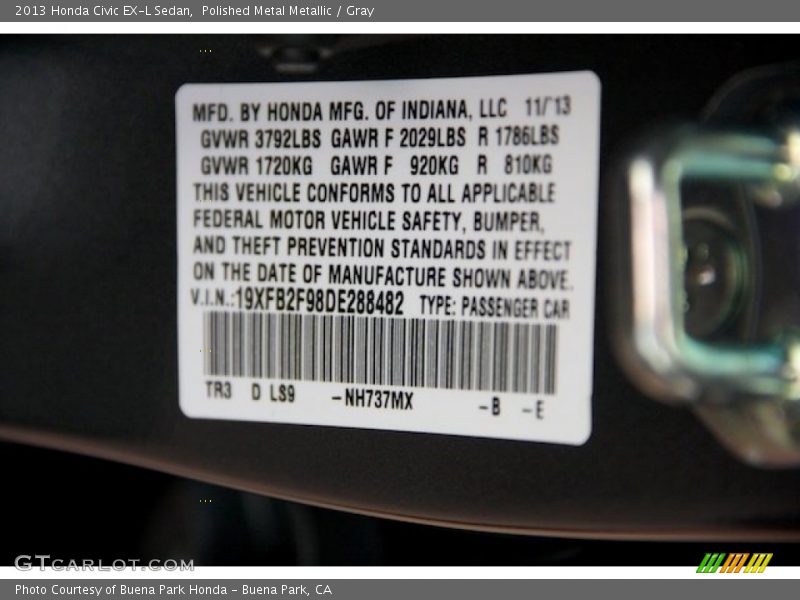 2013 Honda Civic EX-L Sedan, Polished Metal Metallic / Gray
MFD. BY HONDA MFG. OF INDIANA, LLC 11/'13
GVWR 3792LBS GAWR F 2029LBS R 1786LBS
GVWR 1720KG GAWR F 920KG R 810KG
THIS VEHICLE CONFORMS TO ALL APPLICABLE
FEDERAL MOTOR VEHICLE SAFETY, BUMPER,
AND THEFT PREVENTION STANDARDS IN EFFECT
ON THE DATE OF MANUFACTURE SHOWN ABOVE.
V.I.N.:19XFB2F98DE288482 TYPE: PASSENGER CAR
TR3 D LS9 -NH737MX -B -E
GTCARLOT.COM
Photo Courtesy of Buena Park Honda - Buena Park, CA